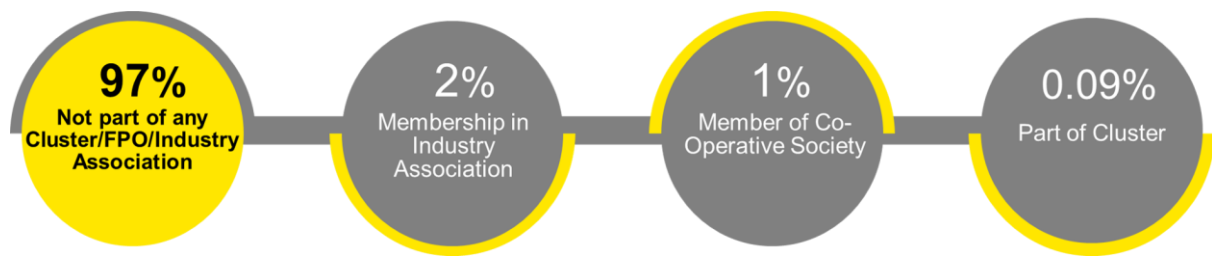 97%
Not part of any
Cluster/FPO/Industry
Association
2%
Membership in
Industry
Association
1%
Member of Co-
Operative Society
0.09%
Part of Cluster